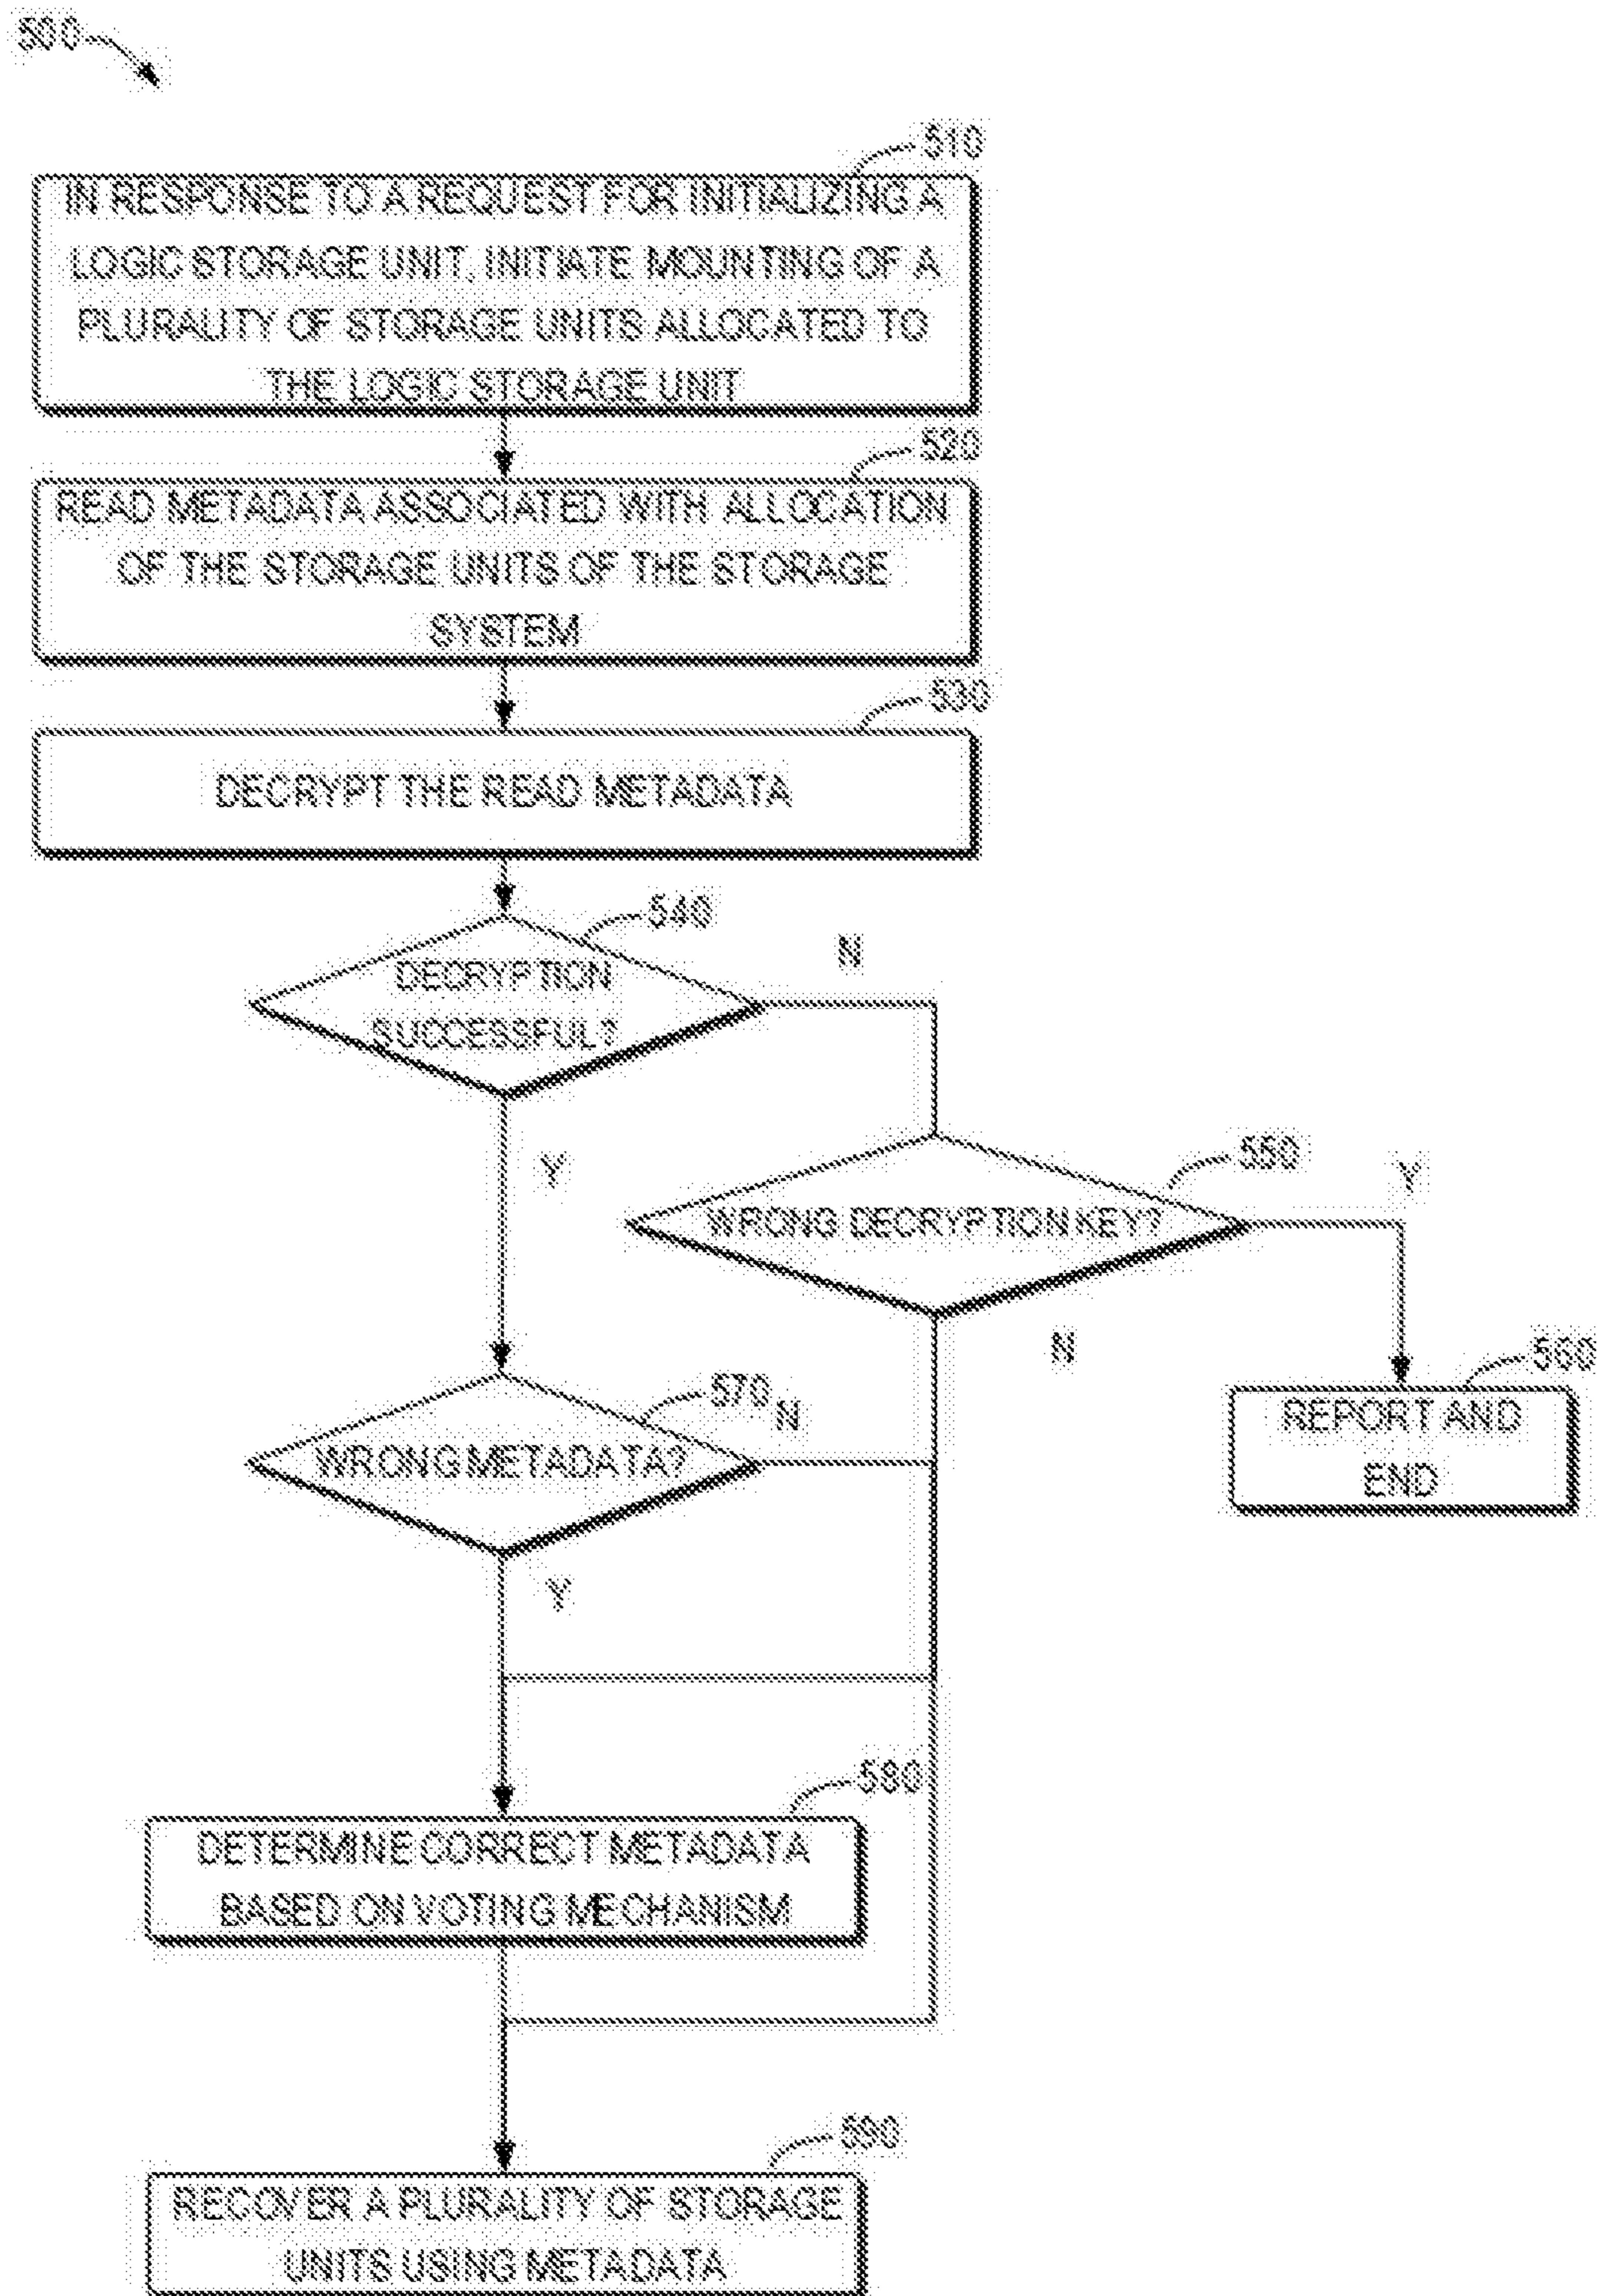 500
510
IN RESPONSE TO A REQUEST FOR INITIALIZING A
LOGIC STORAGE UNIT, INITIATE MOUNTING OF A
PLURALITY OF STORAGE UNITS ALLOCATED TO
THE LOGIC STORAGE UNIT
520
READ METADATA ASSOCIATED WITH ALLOCATION
OF THE STORAGE UNITS OF THE STORAGE
SYSTEM
530
DECRYPT THE READ METADATA
540
N
DECRYPTION
SUCCESSFUL?
Y
550
Y
WRONG DECRYPTION KEY?
N
560
REPORT AND
END
570
N
WRONG METADATA?
Y
580
DETERMINE CORRECT METADATA
BASED ON VOTING MECHANISM
590
RECOVER A PLURALITY OF STORAGE
UNITS USING METADATA